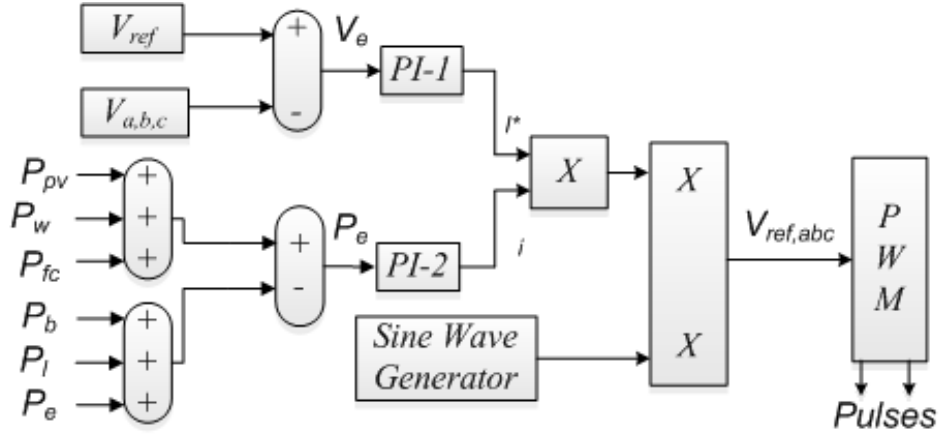 V_ref
+
-
V_e
PI-1
V_a,b,c
I*
X
P_pv
P_w
P_fc
+
+
+
+
-
P_e
PI-2
i
P_b
P_l
P_e
+
+
+
Sine Wave
Generator
X
X
V_ref,abc
P
W
M
Pulses